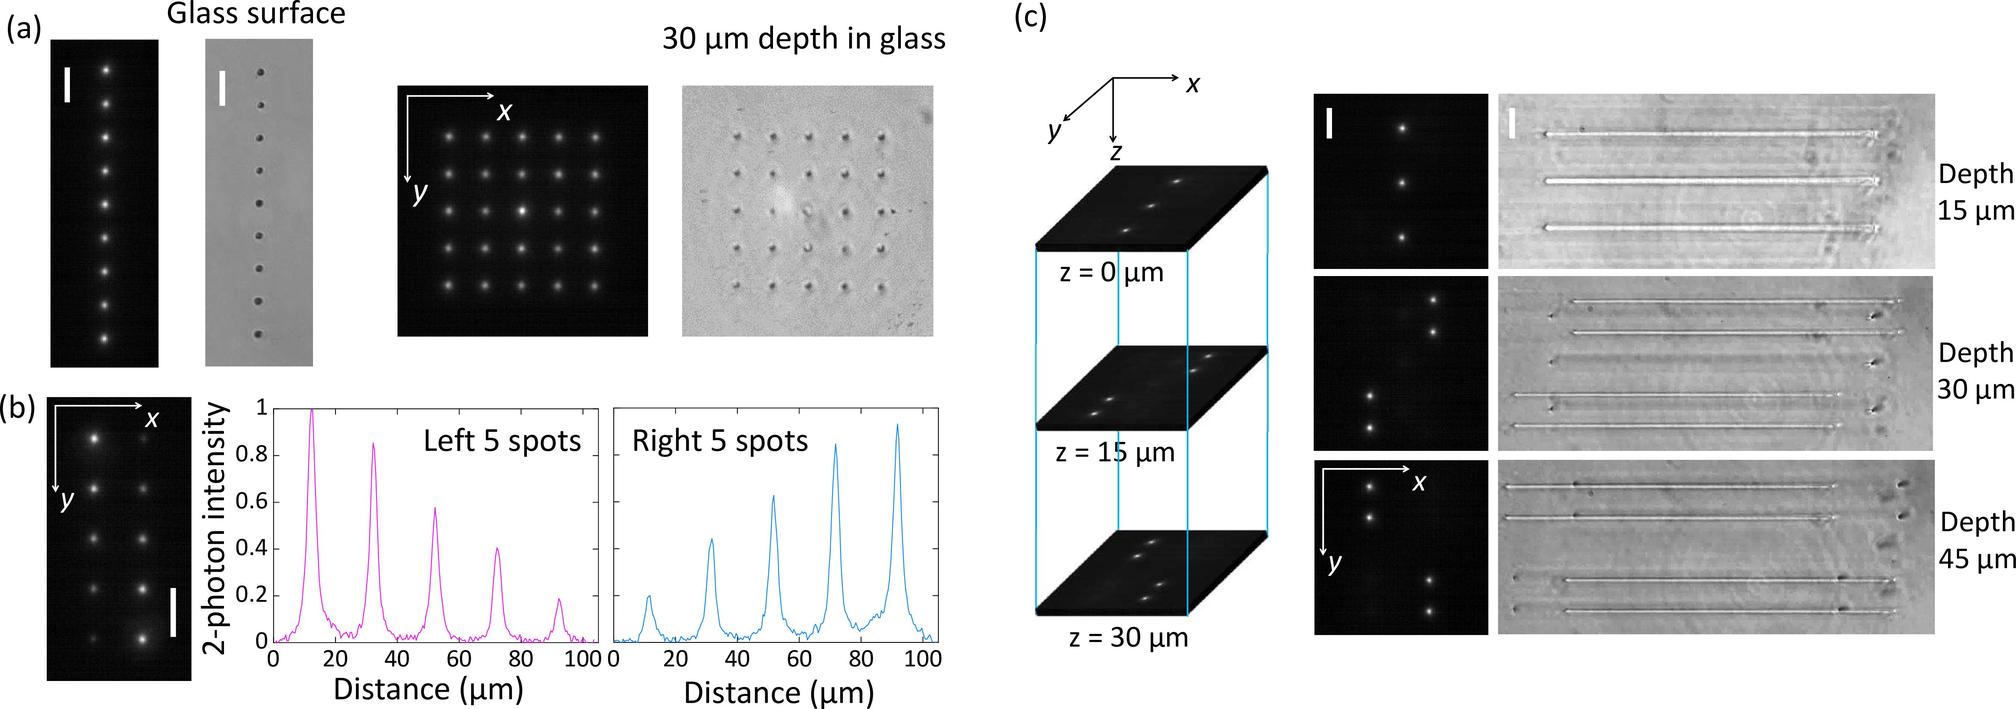 (a)
Glass surface
30 µm depth in glass
x
y
(b)
x
y
2-photon intensity
1
0.8
0.6
0.4
0.2
0
Left 5 spots
0 20 40 60 80 100
Distance (µm)
Right 5 spots
0 20 40 60 80 100
Distance (µm)
(c)
x
y
z
z = 0 µm
z = 15 µm
z = 30 µm
Depth
15 µm
Depth
30 µm
x
y
Depth
45 µm